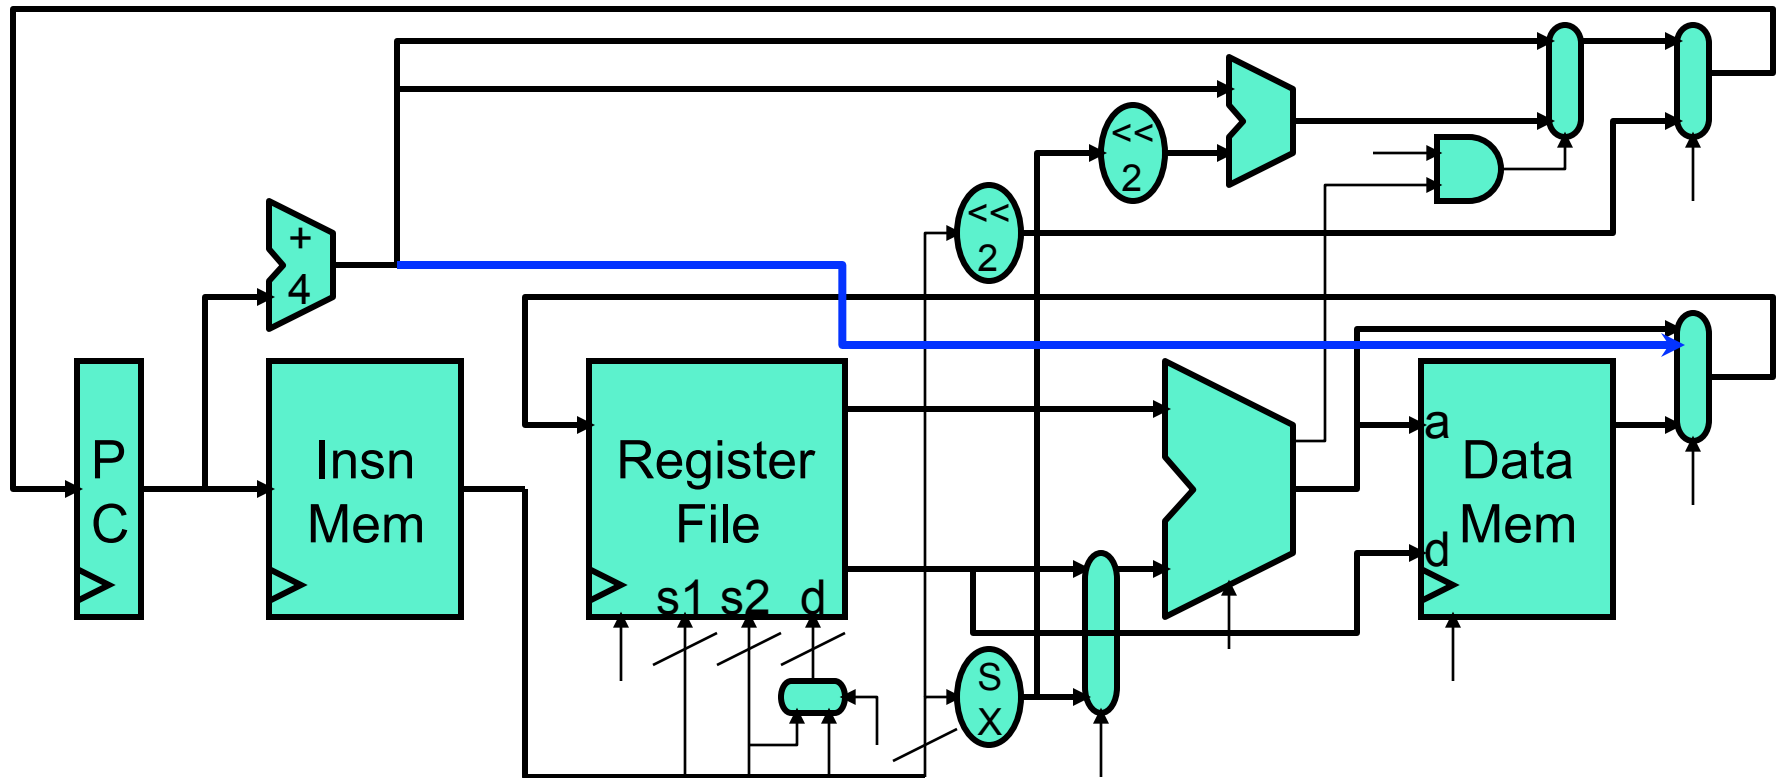 <<
2
<<
2
+
4
P
C
Insn
Mem
Register
File
s1 s2 d
a
Data
Mem
d
S
X